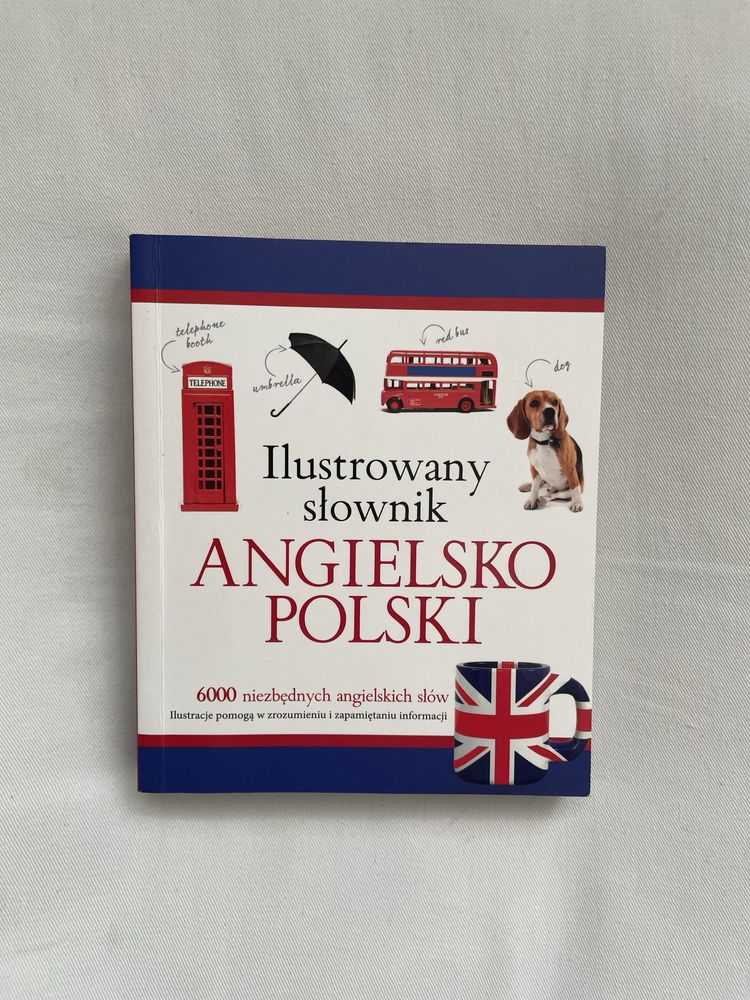 telephone
booth
umbrella
red bus
dog
TELEPHONE
Ilustrowany
słownik
ANGIELSKO
POLSKI
6000 niezbędnych angielskich słów
Ilustracje pomogą w zrozumieniu i zapamiętaniu informacji